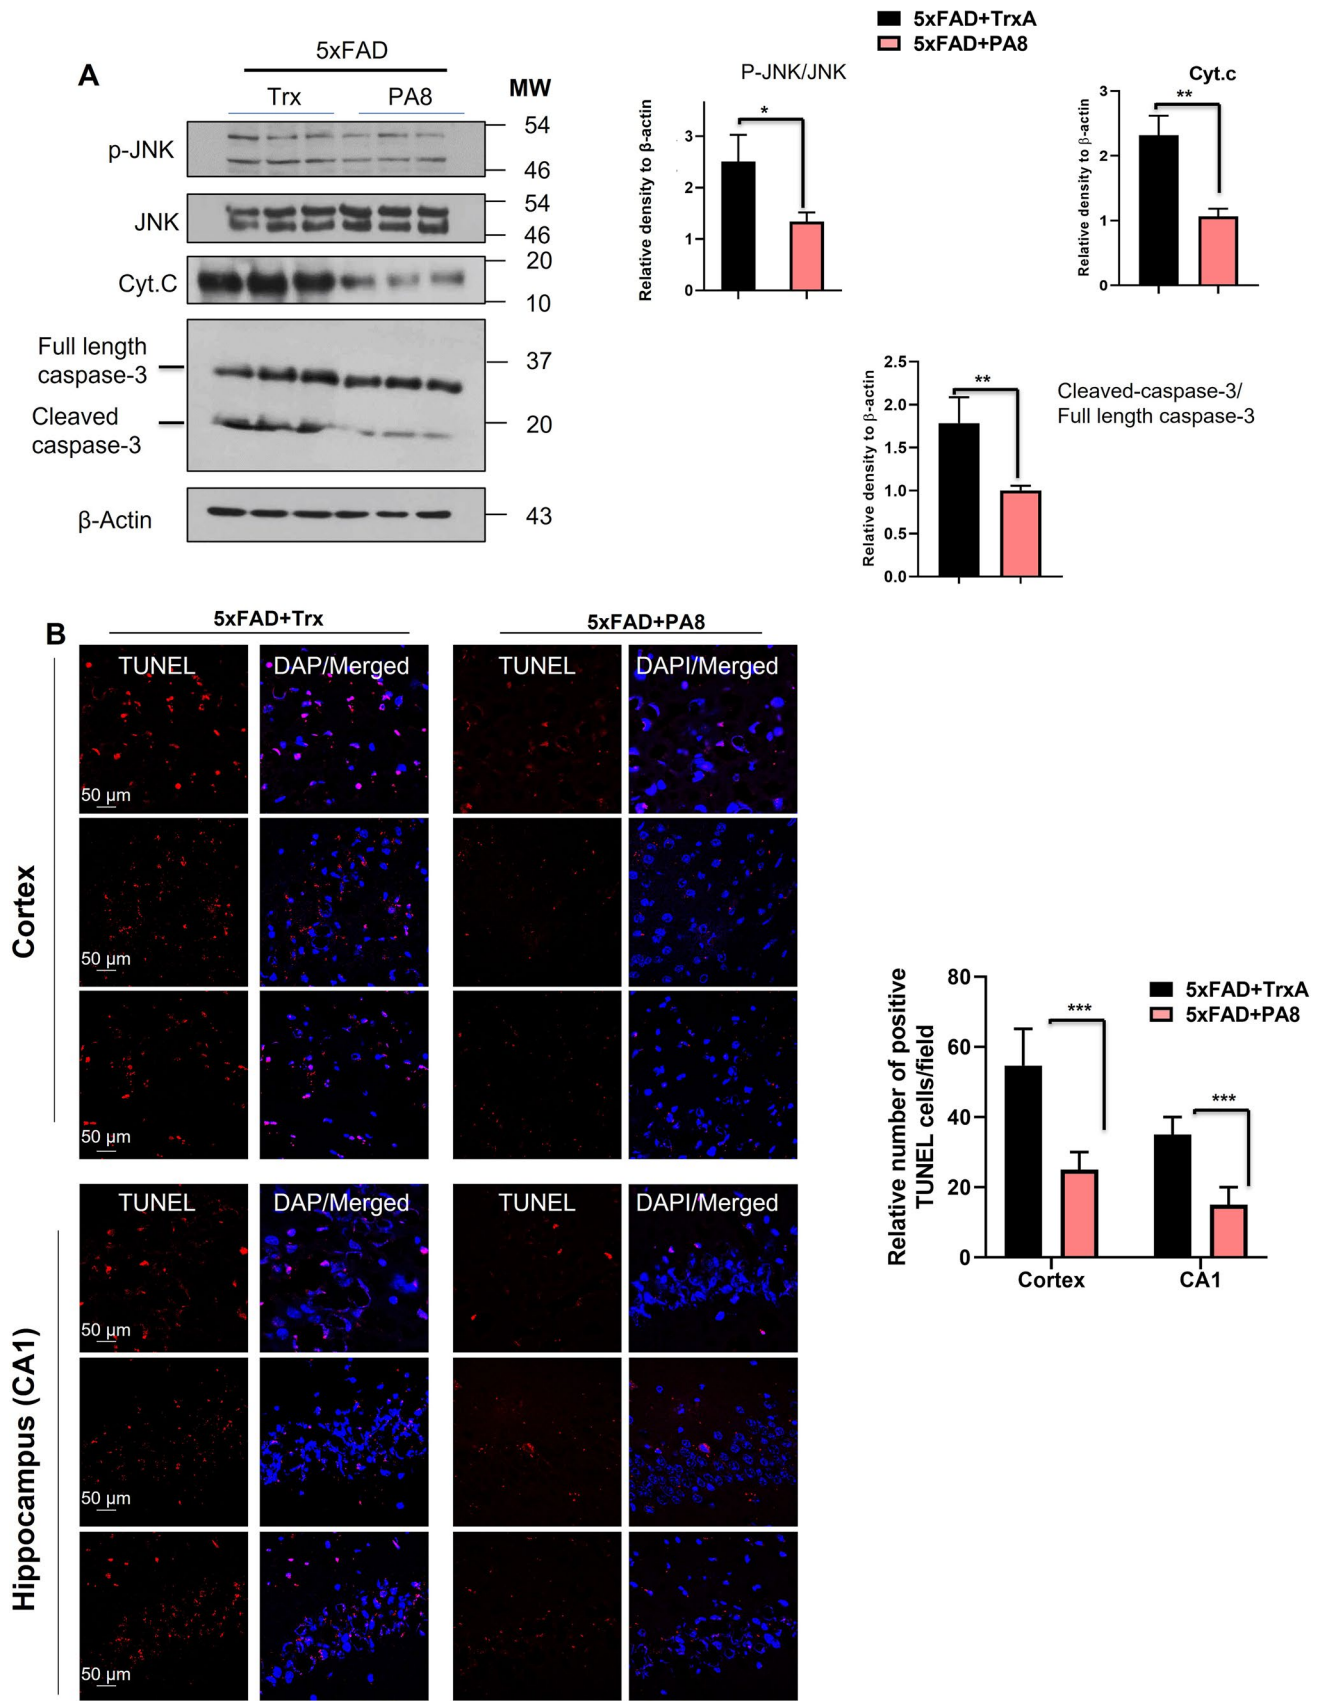 A
5xFAD
Trx
PA8
MW
p-JNK
54
46
JNK
54
46
Cyt.C
20
10
Full length
caspase-3
37
Cleaved
caspase-3
20
β-Actin
43
5xFAD+TrxA
5xFAD+PA8
P-JNK/JNK
Relative density to β-actin
3
2
1
0
*
Cyt.c
Relative density to β-actin
3
2
1
0
**
Relative density to β-actin
2.5
2.0
1.5
1.0
0.5
0.0
**
Cleaved-caspase-3/
Full length caspase-3
B
5xFAD+Trx
5xFAD+PA8
Cortex
TUNEL
DAP/Merged
TUNEL
DAPI/Merged
50 µm
50 µm
50 µm
Hippocampus (CA1)
TUNEL
DAP/Merged
TUNEL
DAPI/Merged
50 µm
50 µm
50 µm
Relative number of positive
TUNEL cells/field
80
60
40
20
0
***
***
5xFAD+TrxA
5xFAD+PA8
Cortex
CA1